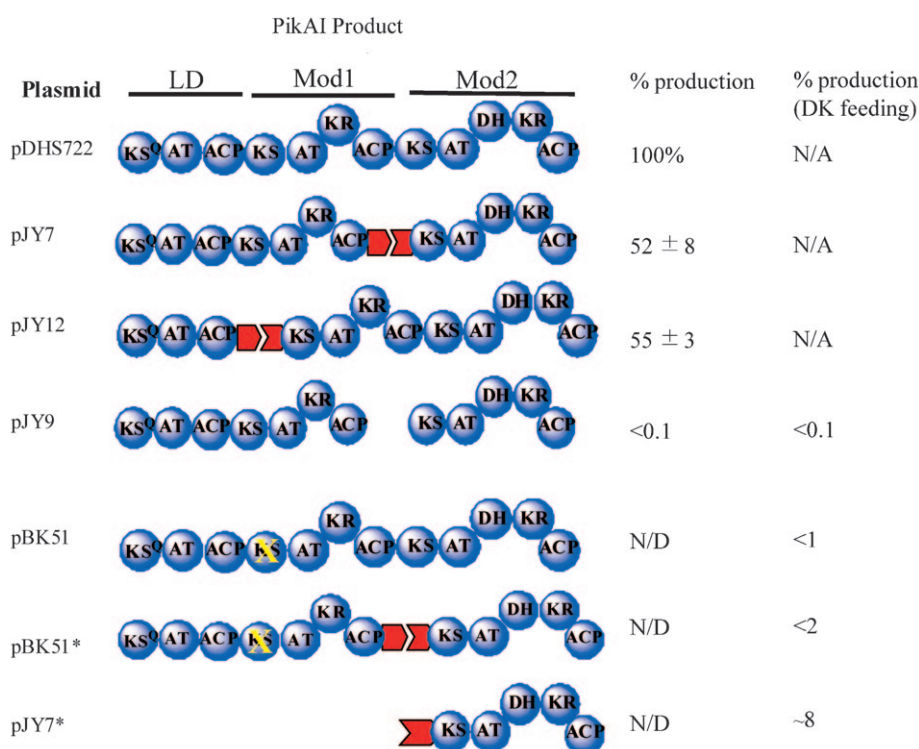 PikAI Product
Plasmid LD Mod1 Mod2 % production % production (DK feeding)
pDHS722 KSQ AT ACP KS AT KR ACP KS AT DH KR ACP 100% N/A
pJY7 KSQ AT ACP KS AT KR ACP KS AT DH KR ACP 52 ± 8 N/A
pJY12 KSQ AT ACP KS AT KR ACP KS AT DH KR ACP 55 ± 3 N/A
pJY9 KSQ AT ACP KS AT KR ACP KS AT DH KR ACP <0.1 <0.1
pBK51 KSQ AT ACP KS X AT KR ACP KS AT DH KR ACP N/D <1
pBK51* KSQ AT ACP KS X AT KR ACP KS AT DH KR ACP N/D <2
pJY7* KS AT DH KR ACP N/D ~8